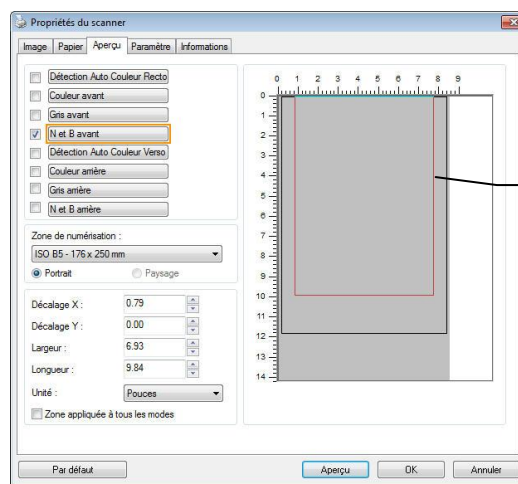 Propriétés du scanner
Image Papier Aperçu Paramètre Informations
Détection Auto Couleur Recto
Couleur avant
Gris avant
N et B avant
Détection Auto Couleur Verso
Couleur arrière
Gris arrière
N et B arrière
Zone de numérisation :
ISO B5 - 176 x 250 mm
Portrait Paysage
Décalage X : 0.79
Décalage Y : 0.00
Largeur : 6.93
Longueur : 9.84
Unité : Pouces
Zone appliquée à tous les modes
0 1 2 3 4 5 6 7 8 9
0
1
2
3
4
5
6
7
8
9
10
11
12
13
14
Par défaut Aperçu OK Annuler